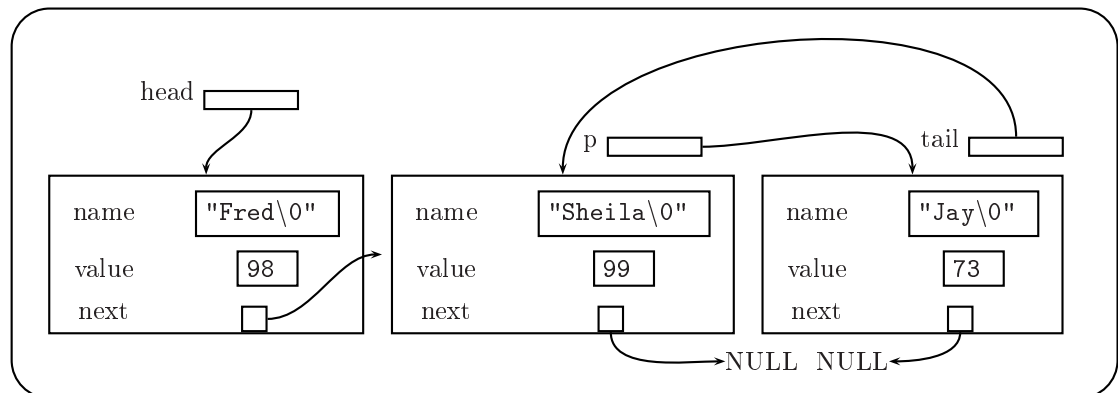 head
p
tail
name "Fred\0"
value 98
next
name "Sheila\0"
value 99
next
name "Jay\0"
value 73
next
NULL NULL